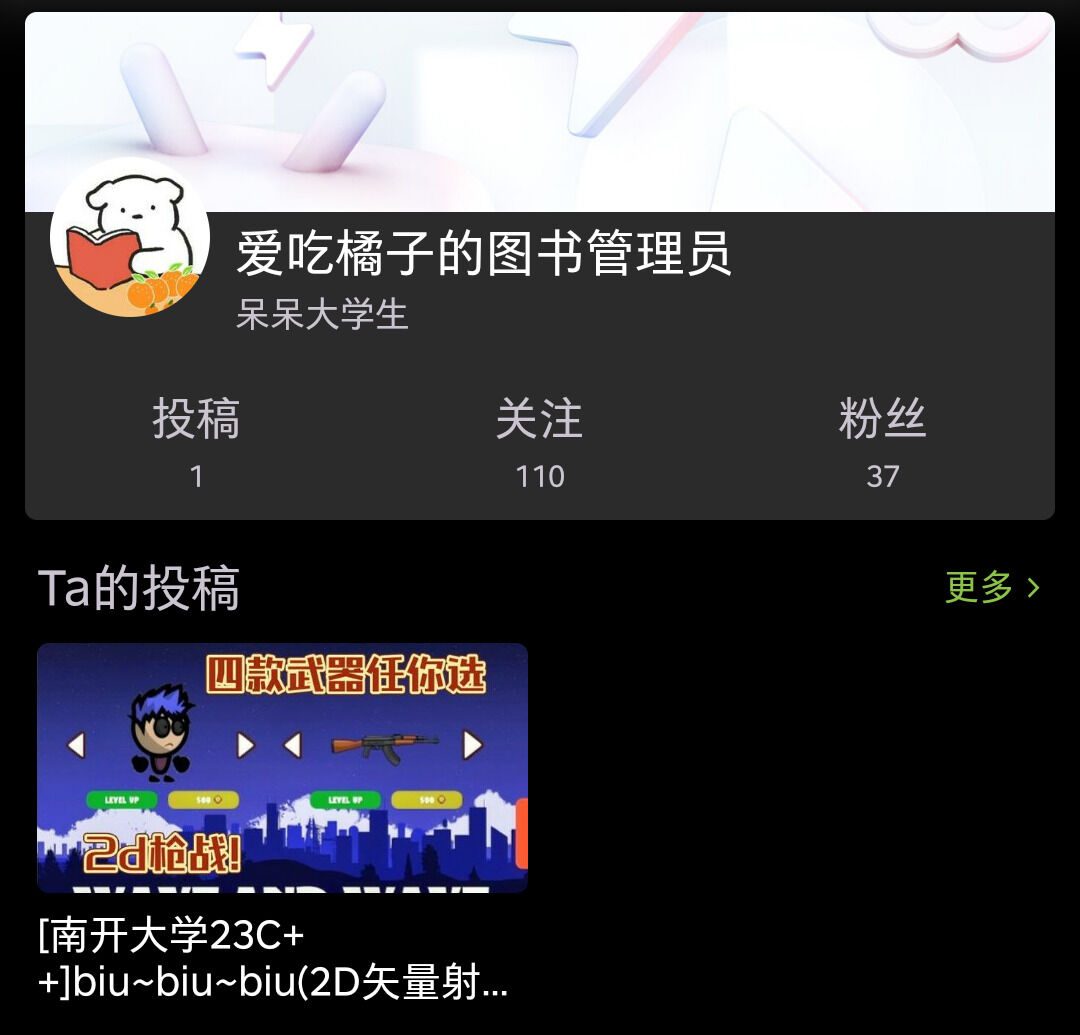 爱吃橘子的图书管理员
呆呆大学生
投稿 关注 粉丝
1 110 37
Ta的投稿 更多
四款武器任你选
LEVEL UP 500 LEVEL UP 500
2d枪战!
WAVE AND WAVE
[南开大学23C+
+]biu~biu~biu(2D矢量射...